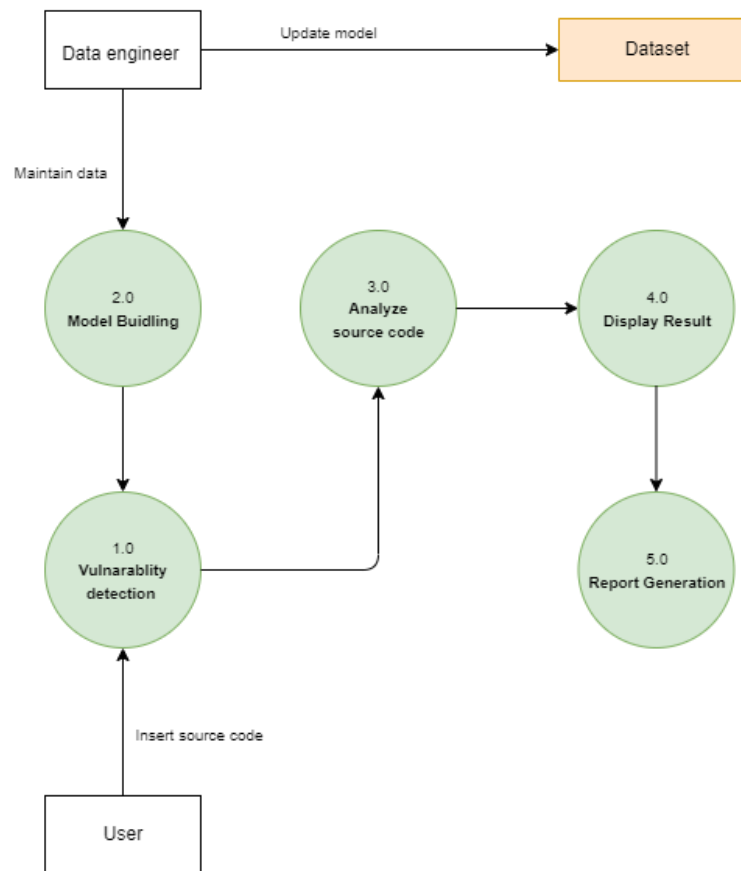 Update model
Data engineer
Dataset
Maintain data
2.0
Model Buidling
3.0
Analyze
source code
4.0
Display Result
1.0
Vulnarablity
detection
5.0
Report Generation
Insert source code
User